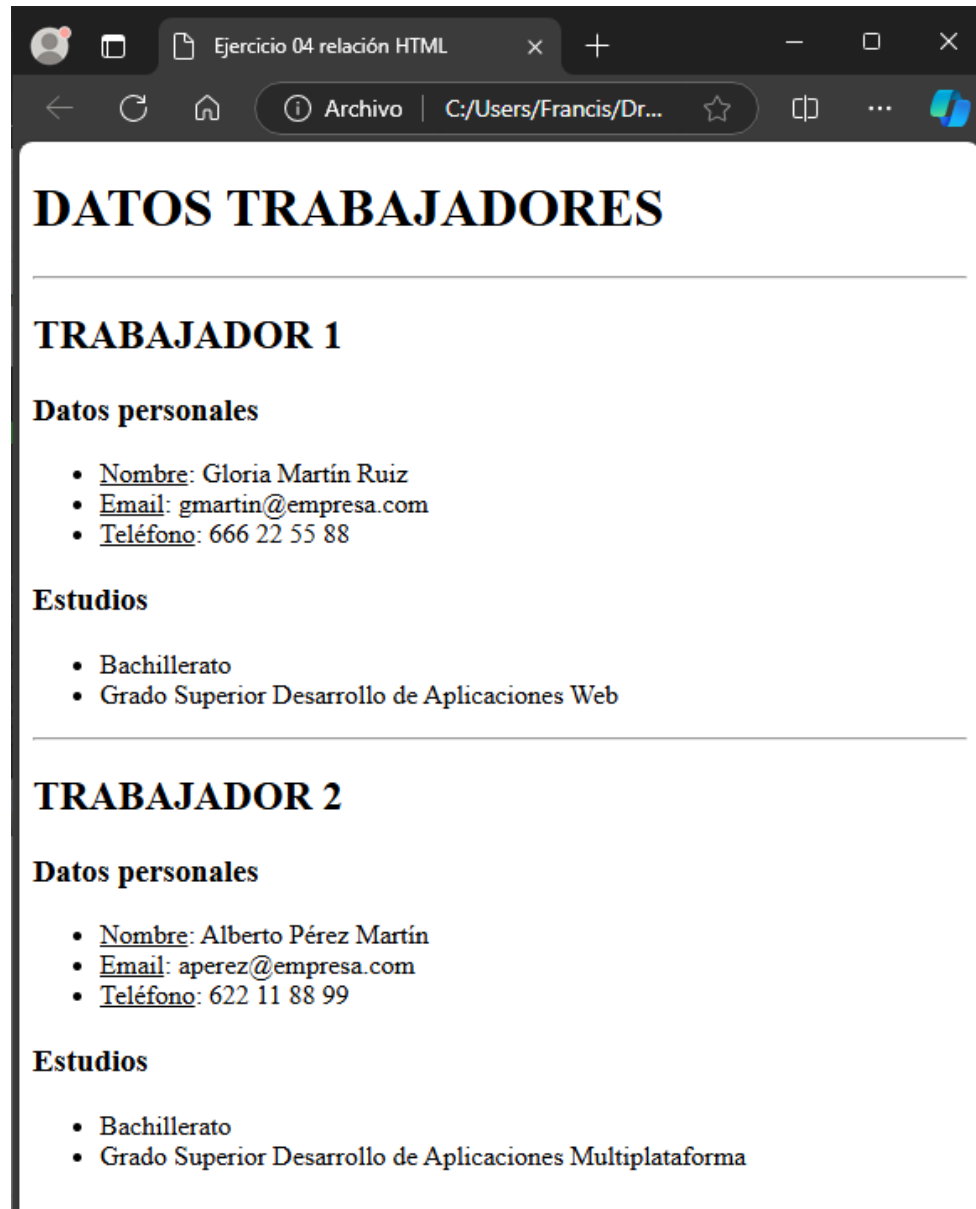 Ejercicio 04 relación HTML
Archivo | C:/Users/Francis/Dr...
DATOS TRABAJADORES
TRABAJADOR 1
Datos personales
Nombre: Gloria Martín Ruiz
Email: gmartin@empresa.com
Teléfono: 666 22 55 88
Estudios
Bachillerato
Grado Superior Desarrollo de Aplicaciones Web
TRABAJADOR 2
Datos personales
Nombre: Alberto Pérez Martín
Email: aperez@empresa.com
Teléfono: 622 11 88 99
Estudios
Bachillerato
Grado Superior Desarrollo de Aplicaciones Multiplataforma